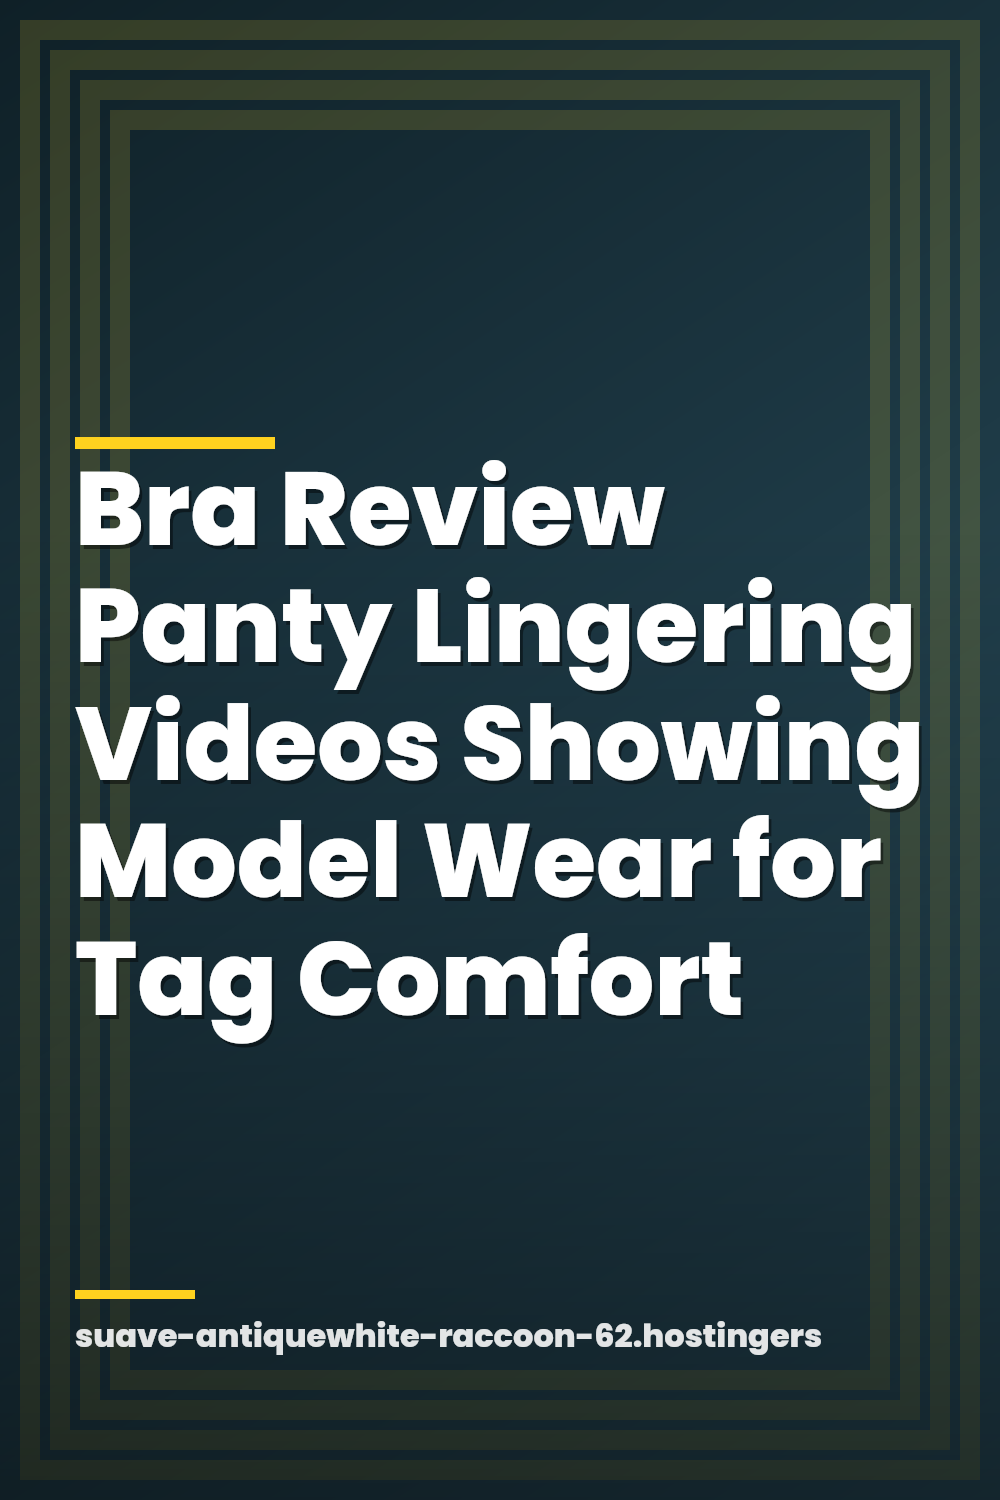 Bra Review
Panty Lingering
Videos Showing
Model Wear for
Tag Comfort
suave-antiquewhite-raccoon-62.hostingers